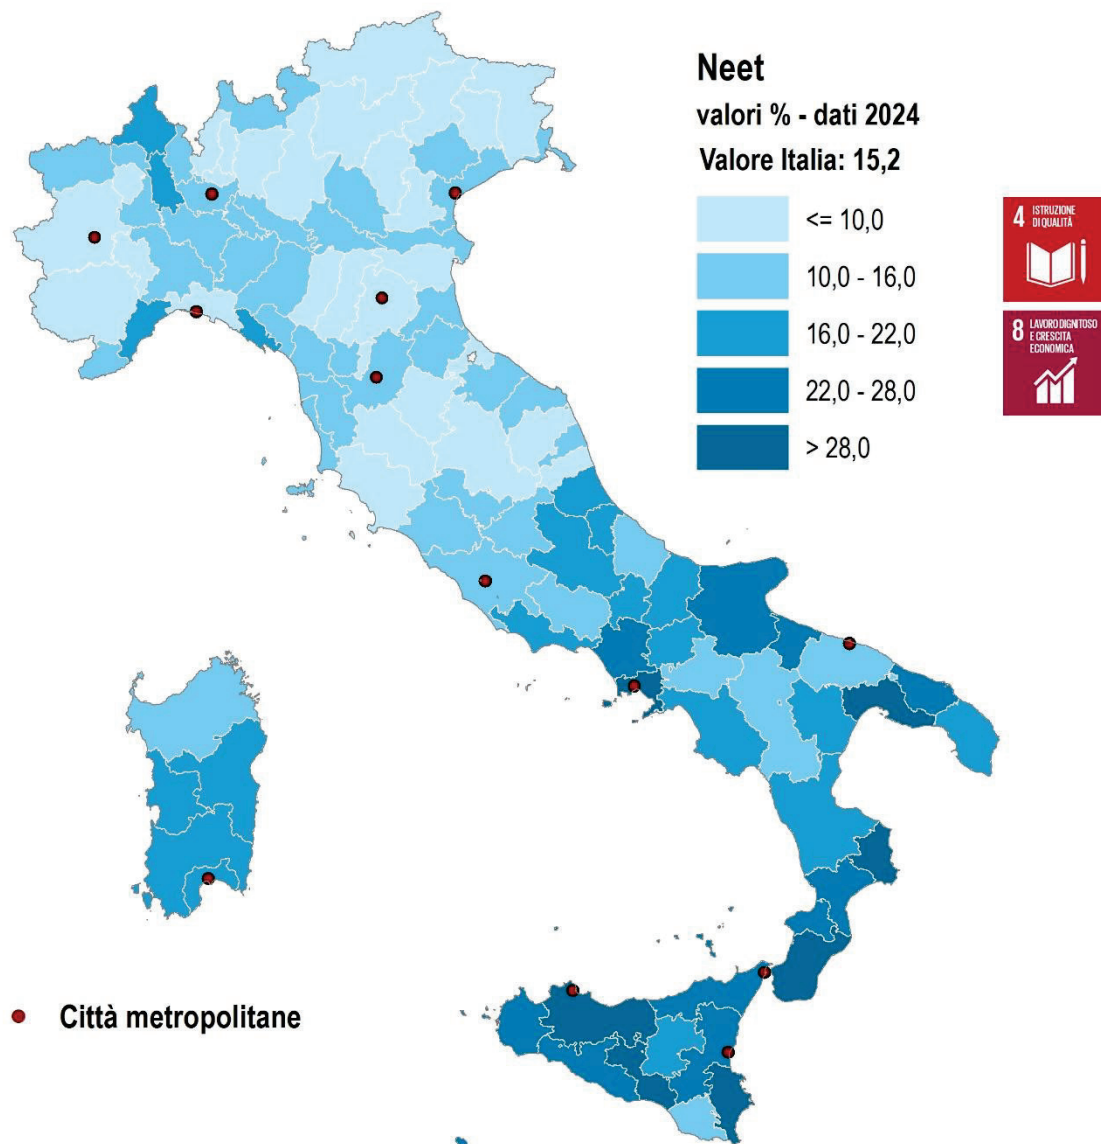 Neet
valori % - dati 2024
Valore Italia: 15,2
<= 10,0
10,0 - 16,0
16,0 - 22,0
22,0 - 28,0
> 28,0
4 ISTRUZIONE
DI QUALITÀ
8 LAVORO DIGNITOSO
E CRESCITA
ECONOMICA
Città metropolitane